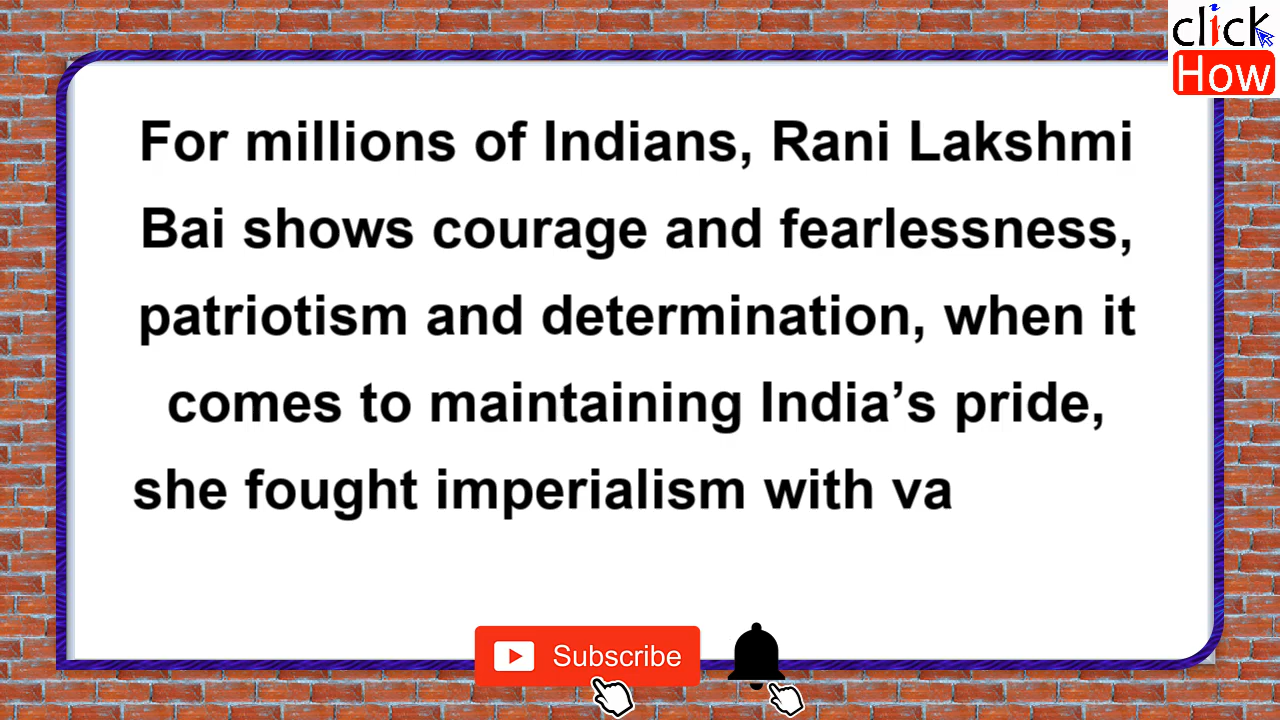 click
How
For millions of Indians, Rani Lakshmi
Bai shows courage and fearlessness,
patriotism and determination, when it
comes to maintaining India’s pride,
she fought imperialism with va
Subscribe